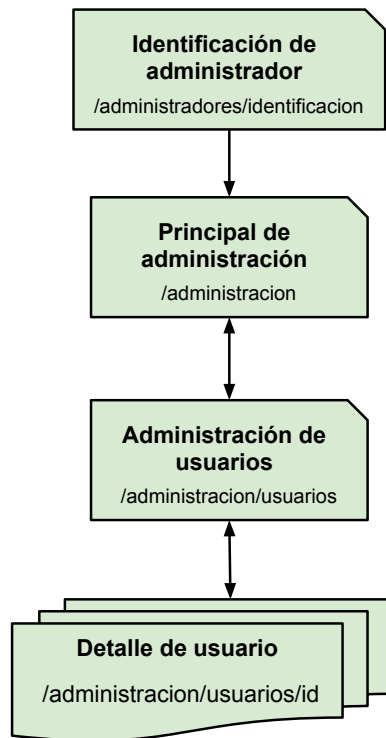 Identificación de
administrador
/administradores/identificacion
Principal de
administración
/administracion
Administración de
usuarios
/administracion/usuarios
Detalle de usuario
/administracion/usuarios/id